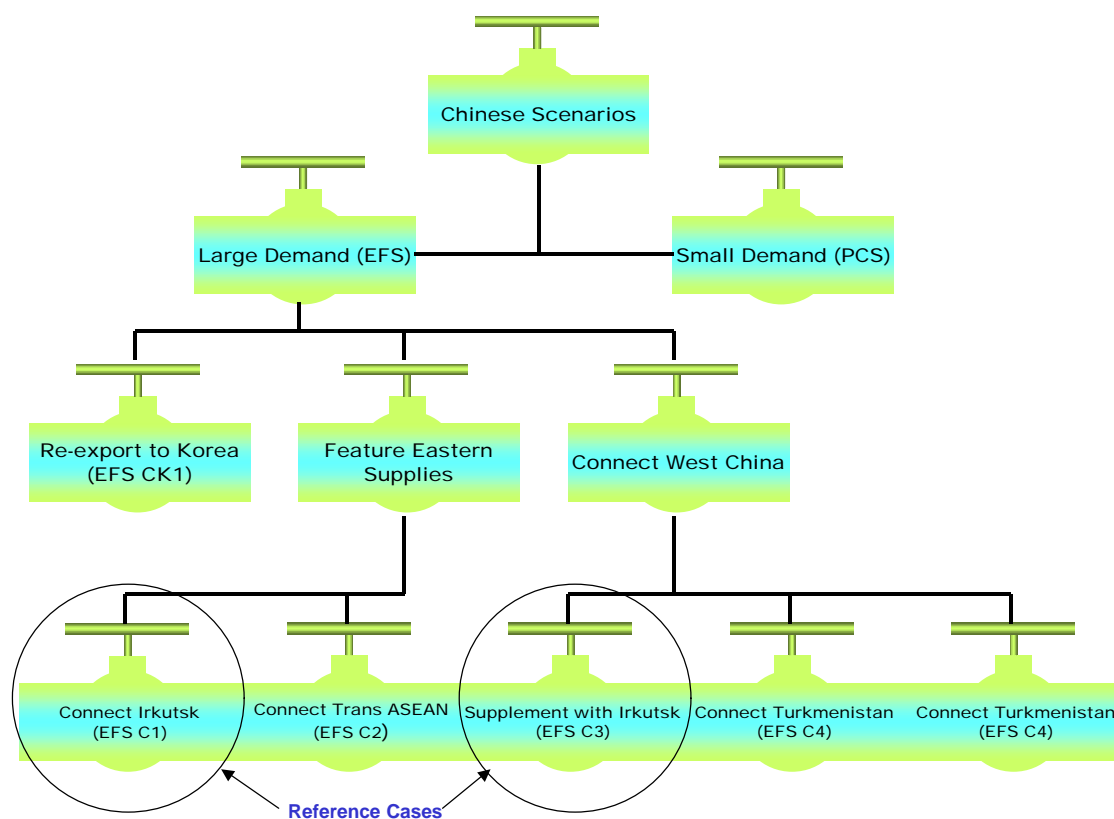 Chinese Scenarios
Large Demand (EFS)
Small Demand (PCS)
Re-export to Korea
(EFS CK1)
Feature Eastern
Supplies
Connect West China
Connect Irkutsk
(EFS C1)
Connect Trans ASEAN
(EFS C2)
Supplement with Irkutsk
(EFS C3)
Connect Turkmenistan
(EFS C4)
Connect Turkmenistan
(EFS C4)
Reference Cases